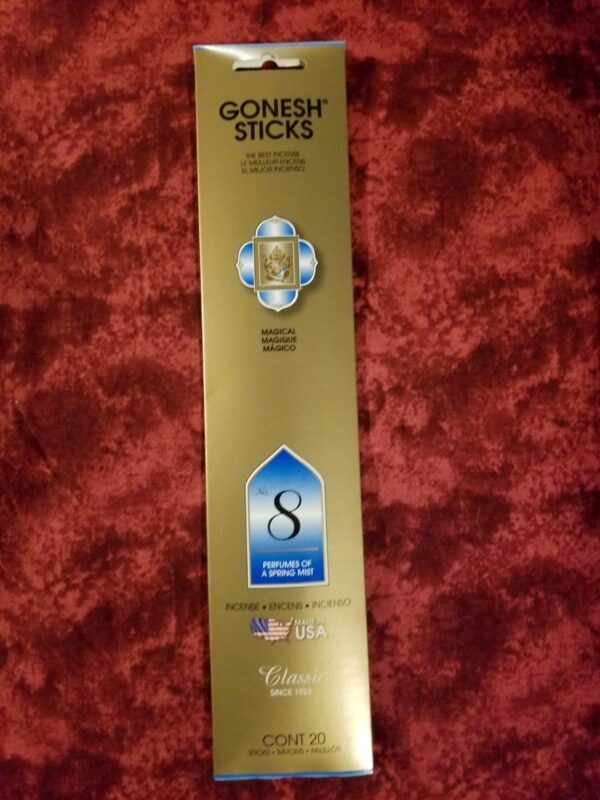 GONESH®
STICKS
THE BEST INCENSE
LE MEILLEUR ENCENS
EL MEJOR INCIENSO
MAGICAL
MAGIQUE
MÁGICO
No. 8
PERFUMES OF
A SPRING MIST
INCENSE • ENCENS • INCIENSO
MADE IN
USA
Classic
SINCE 1923
CONT 20
STICKS • BÂTONS • PALILLOS